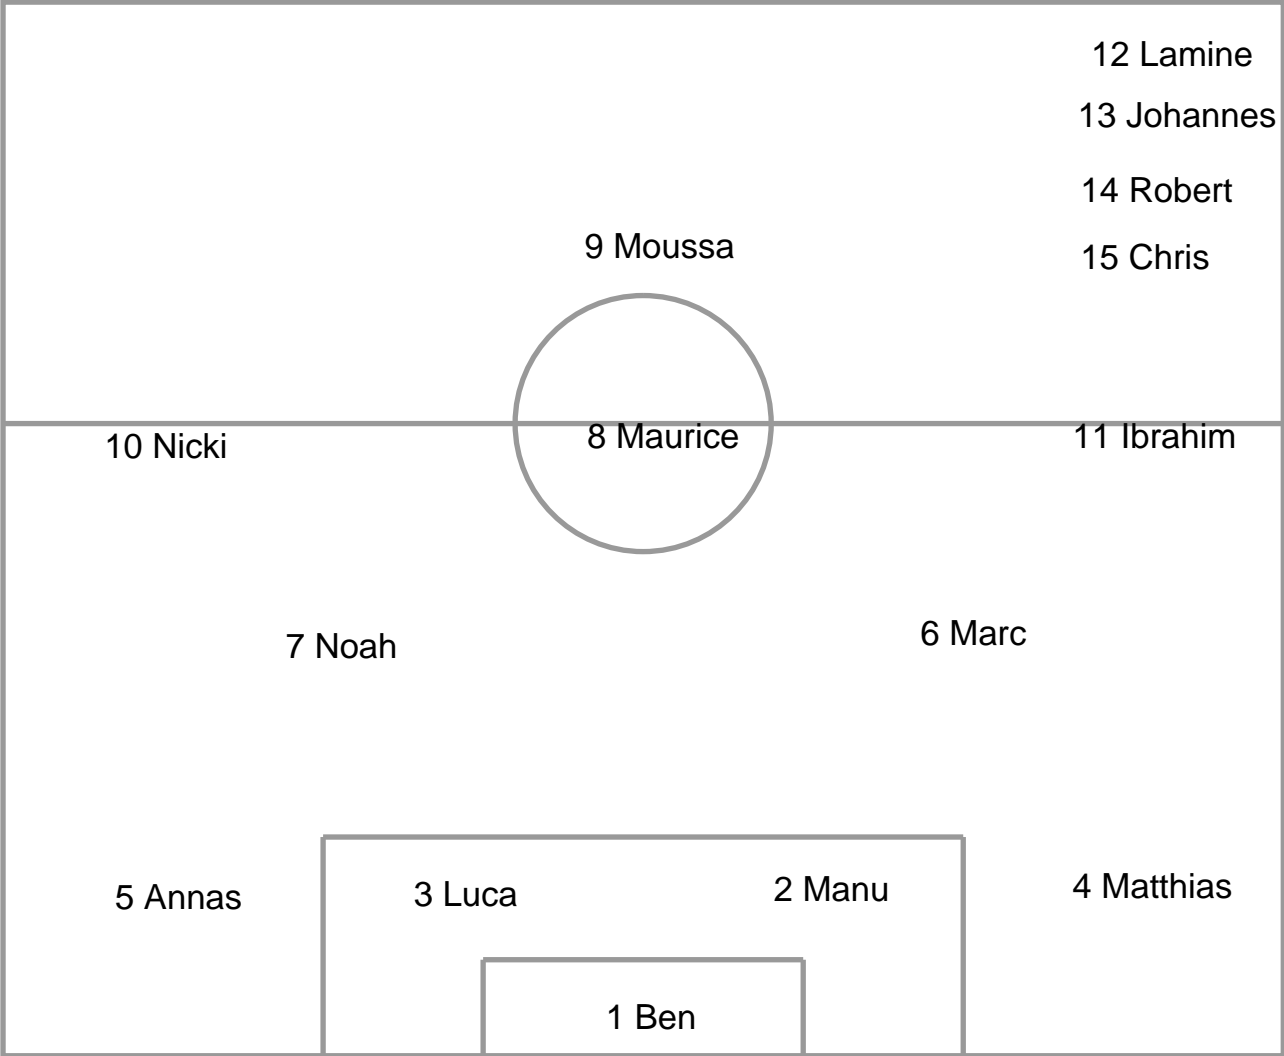 12 Lamine
13 Johannes
14 Robert
9 Moussa
15 Chris
10 Nicki
8 Maurice
11 Ibrahim
7 Noah
6 Marc
5 Annas
3 Luca
2 Manu
4 Matthias
1 Ben